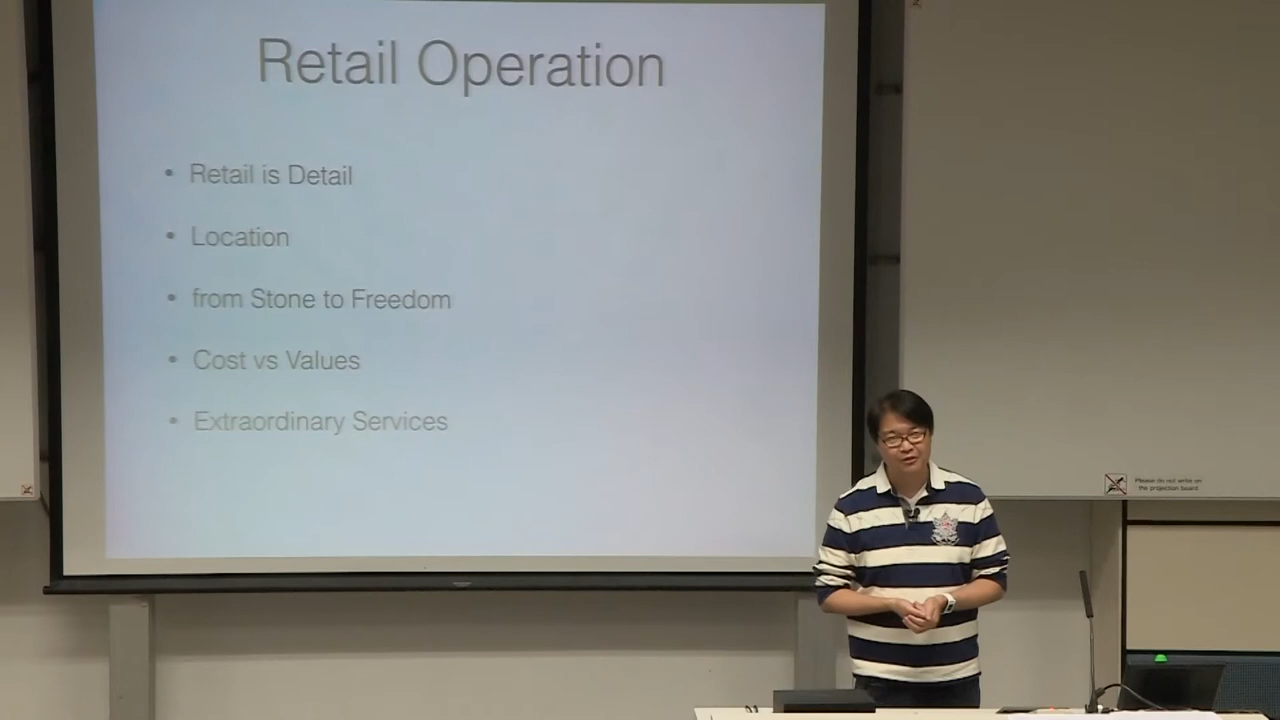 Retail Operation
• Retail is Detail
• Location
• from Stone to Freedom
• Cost vs Values
• Extraordinary Services
Please do not write on
the projection board